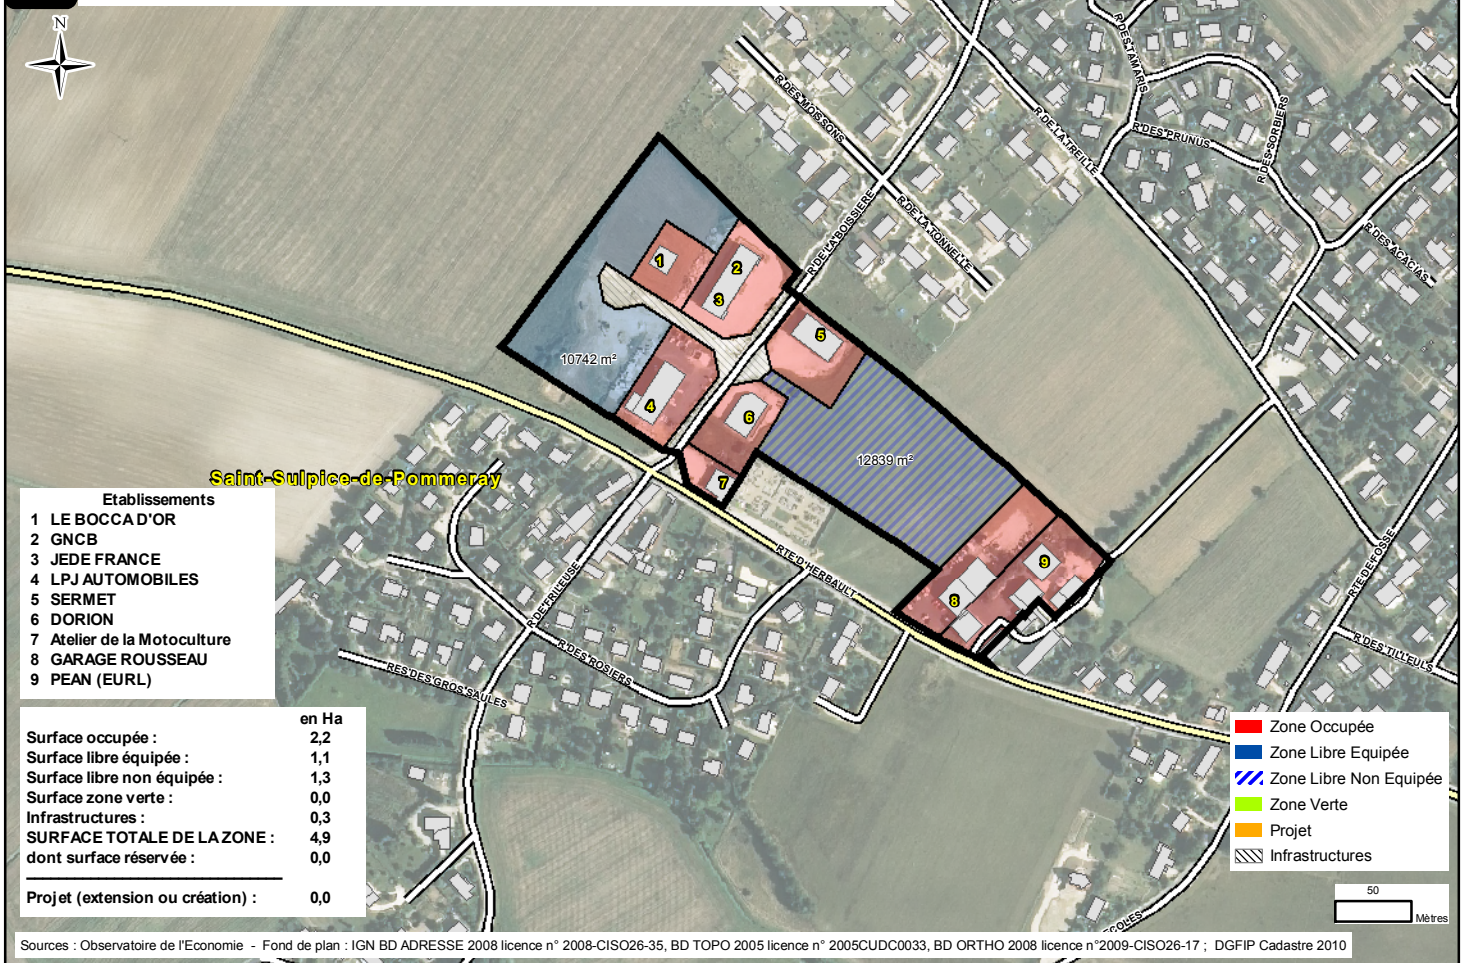 N
R DES TAMARIS
R DES MOISSONS
R DE LA TREILLE
R DES PRUNUS
R DES SORBIERS
R DE LA BOISSIERE
R DE LA TONNELLE
R DES ACACIAS
1
2
3
5
10742 m²
4
6
12839 m²
7
Saint-Sulpice-de-Pommeray
RTE D'HERBAULT
RTE DE FOSSE
9
8
R DE FRILEUSE
R DES ROSIERS
RES DES GROS SAULES
R DES TILLEULS
ECOLES
Etablissements
1 LE BOCCA D'OR
2 GNCB
3 JEDE FRANCE
4 LPJ AUTOMOBILES
5 SERMET
6 DORION
7 Atelier de la Motoculture
8 GARAGE ROUSSEAU
9 PEAN (EURL)
en Ha
Surface occupée : 2,2
Surface libre équipée : 1,1
Surface libre non équipée : 1,3
Surface zone verte : 0,0
Infrastructures : 0,3
SURFACE TOTALE DE LA ZONE : 4,9
dont surface réservée : 0,0
Projet (extension ou création) : 0,0
Zone Occupée
Zone Libre Equipée
Zone Libre Non Equipée
Zone Verte
Projet
Infrastructures
50
Mètres
Sources : Observatoire de l'Economie - Fond de plan : IGN BD ADRESSE 2008 licence n° 2008-CISO26-35, BD TOPO 2005 licence n° 2005CUDC0033, BD ORTHO 2008 licence n°2009-CISO26-17 ; DGFIP Cadastre 2010